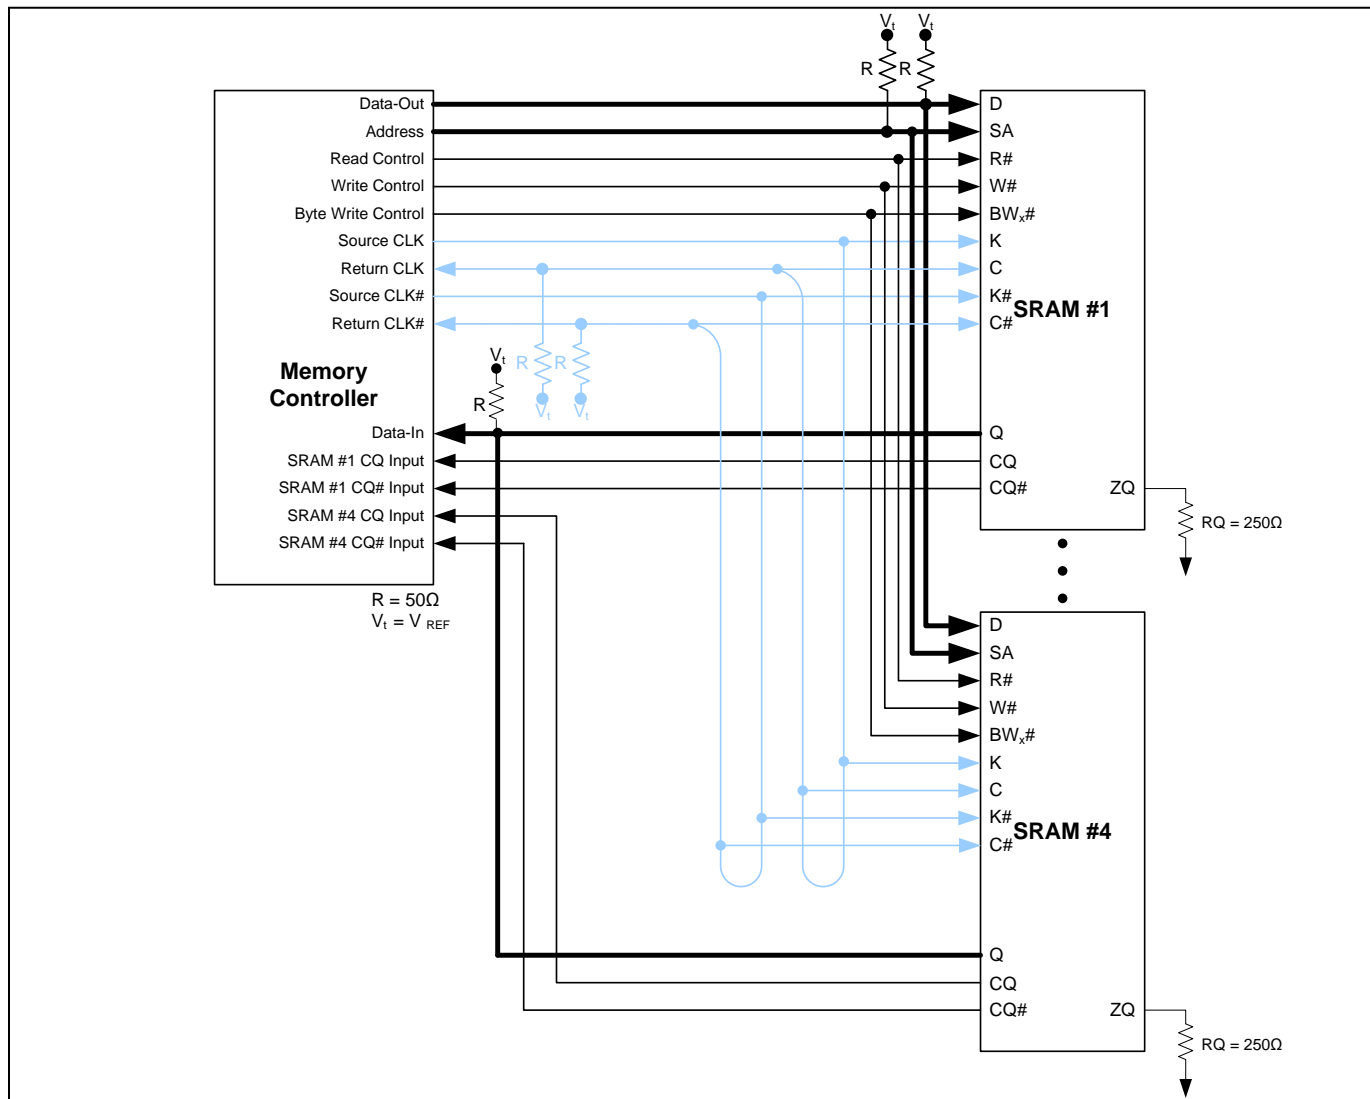 Vt Vt
R R
Data-Out
Address
Read Control
Write Control
Byte Write Control
Source CLK
Return CLK
Source CLK#
Return CLK#
Memory
Controller
Data-In
SRAM #1 CQ Input
SRAM #1 CQ# Input
SRAM #4 CQ Input
SRAM #4 CQ# Input
R = 50Ω
Vt = V REF
Vt
R
R R
Vt Vt
D
SA
R#
W#
BWx#
K
C
K#
SRAM #1
C#
Q
CQ
CQ# ZQ
RQ = 250Ω
D
SA
R#
W#
BWx#
K
C
K#
SRAM #4
C#
Q
CQ
CQ# ZQ
RQ = 250Ω